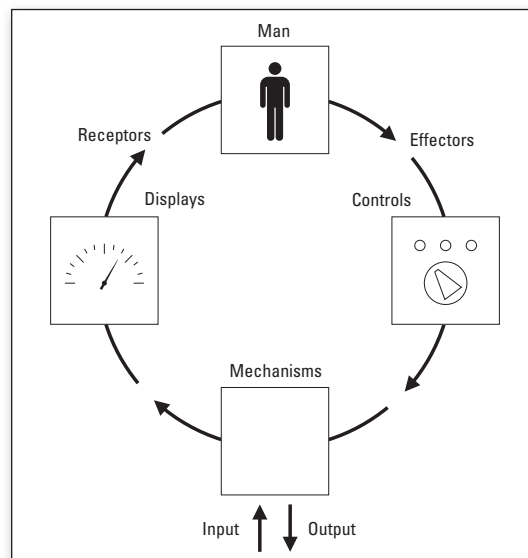 Man
Receptors
Effectors
Displays
Controls
Mechanisms
Input
Output